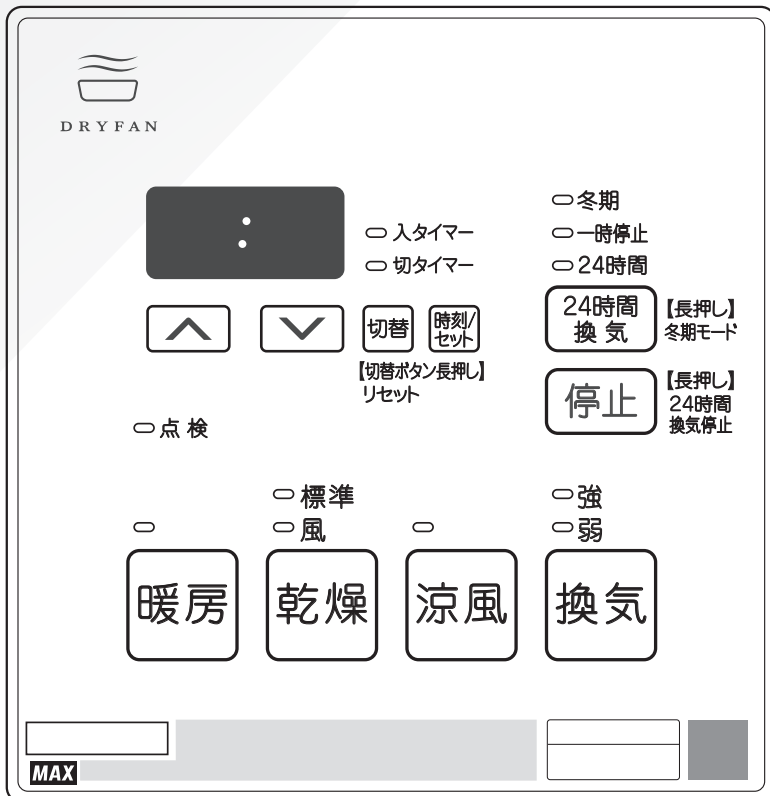 DRYFAN
入タイマー
切タイマー
冬期
一時停止
24時間
:
切替
時刻/
セット
【切替ボタン長押し】
リセット
24時間
換気
【長押し】
冬期モード
停止
【長押し】
24時間
換気停止
点検
標準
風
強
弱
暖房
乾燥
涼風
換気
MAX